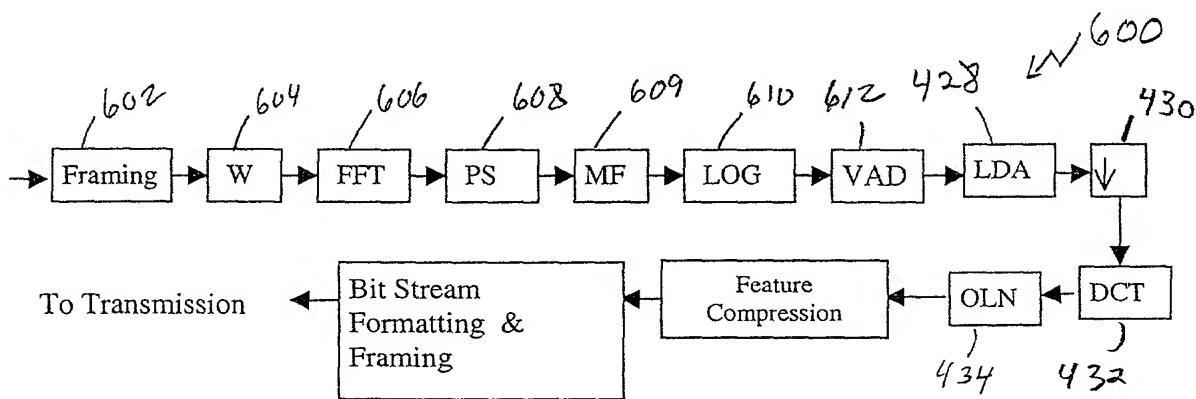 600
602 604 606 608 609 610 612 428 430
Framing W FFT PS MF LOG VAD LDA ↓
To Transmission
Bit Stream
Formatting &
Framing
Feature
Compression
OLN DCT
434 432